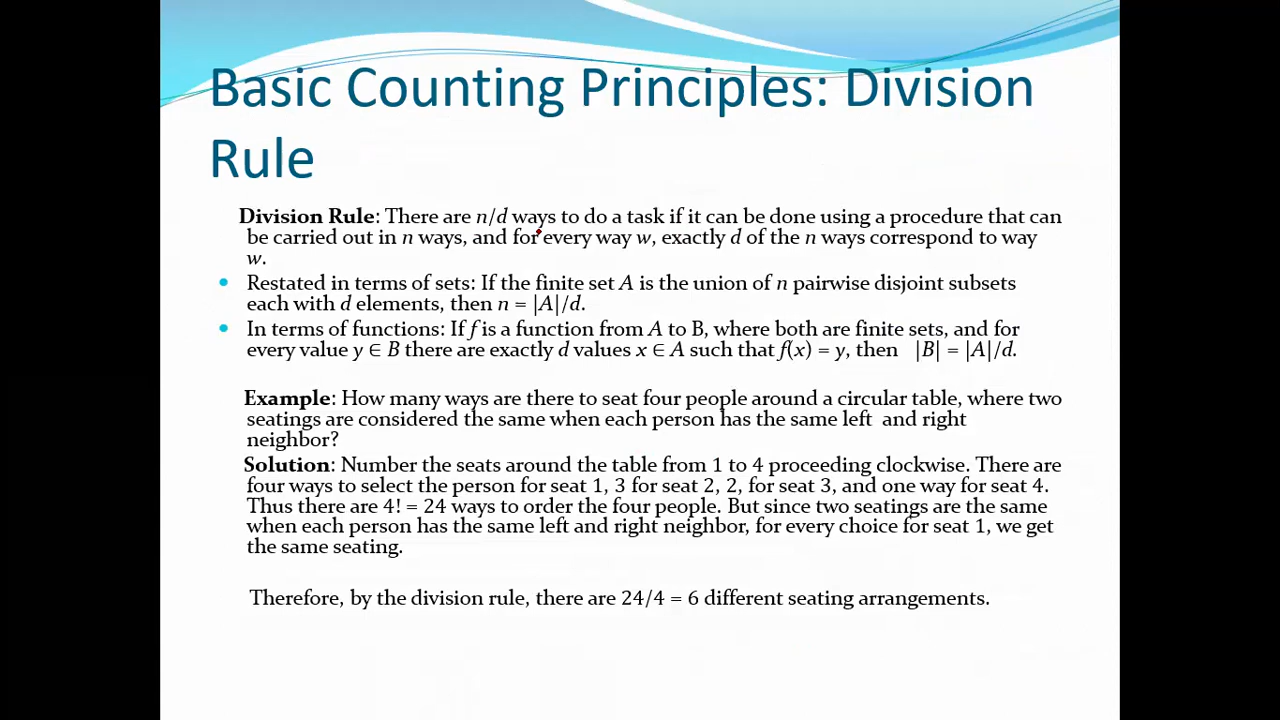 Basic Counting Principles: Division
Rule
Division Rule: There are n/d ways to do a task if it can be done using a procedure that can
be carried out in n ways, and for every way w, exactly d of the n ways correspond to way
w.
• Restated in terms of sets: If the finite set A is the union of n pairwise disjoint subsets
each with d elements, then n = |A|/d.
• In terms of functions: If f is a function from A to B, where both are finite sets, and for
every value y ∈ B there are exactly d values x ∈ A such that f(x) = y, then |B| = |A|/d.
Example: How many ways are there to seat four people around a circular table, where two
seatings are considered the same when each person has the same left and right
neighbor?
Solution: Number the seats around the table from 1 to 4 proceeding clockwise. There are
four ways to select the person for seat 1, 3 for seat 2, 2, for seat 3, and one way for seat 4.
Thus there are 4! = 24 ways to order the four people. But since two seatings are the same
when each person has the same left and right neighbor, for every choice for seat 1, we get
the same seating.
Therefore, by the division rule, there are 24/4 = 6 different seating arrangements.